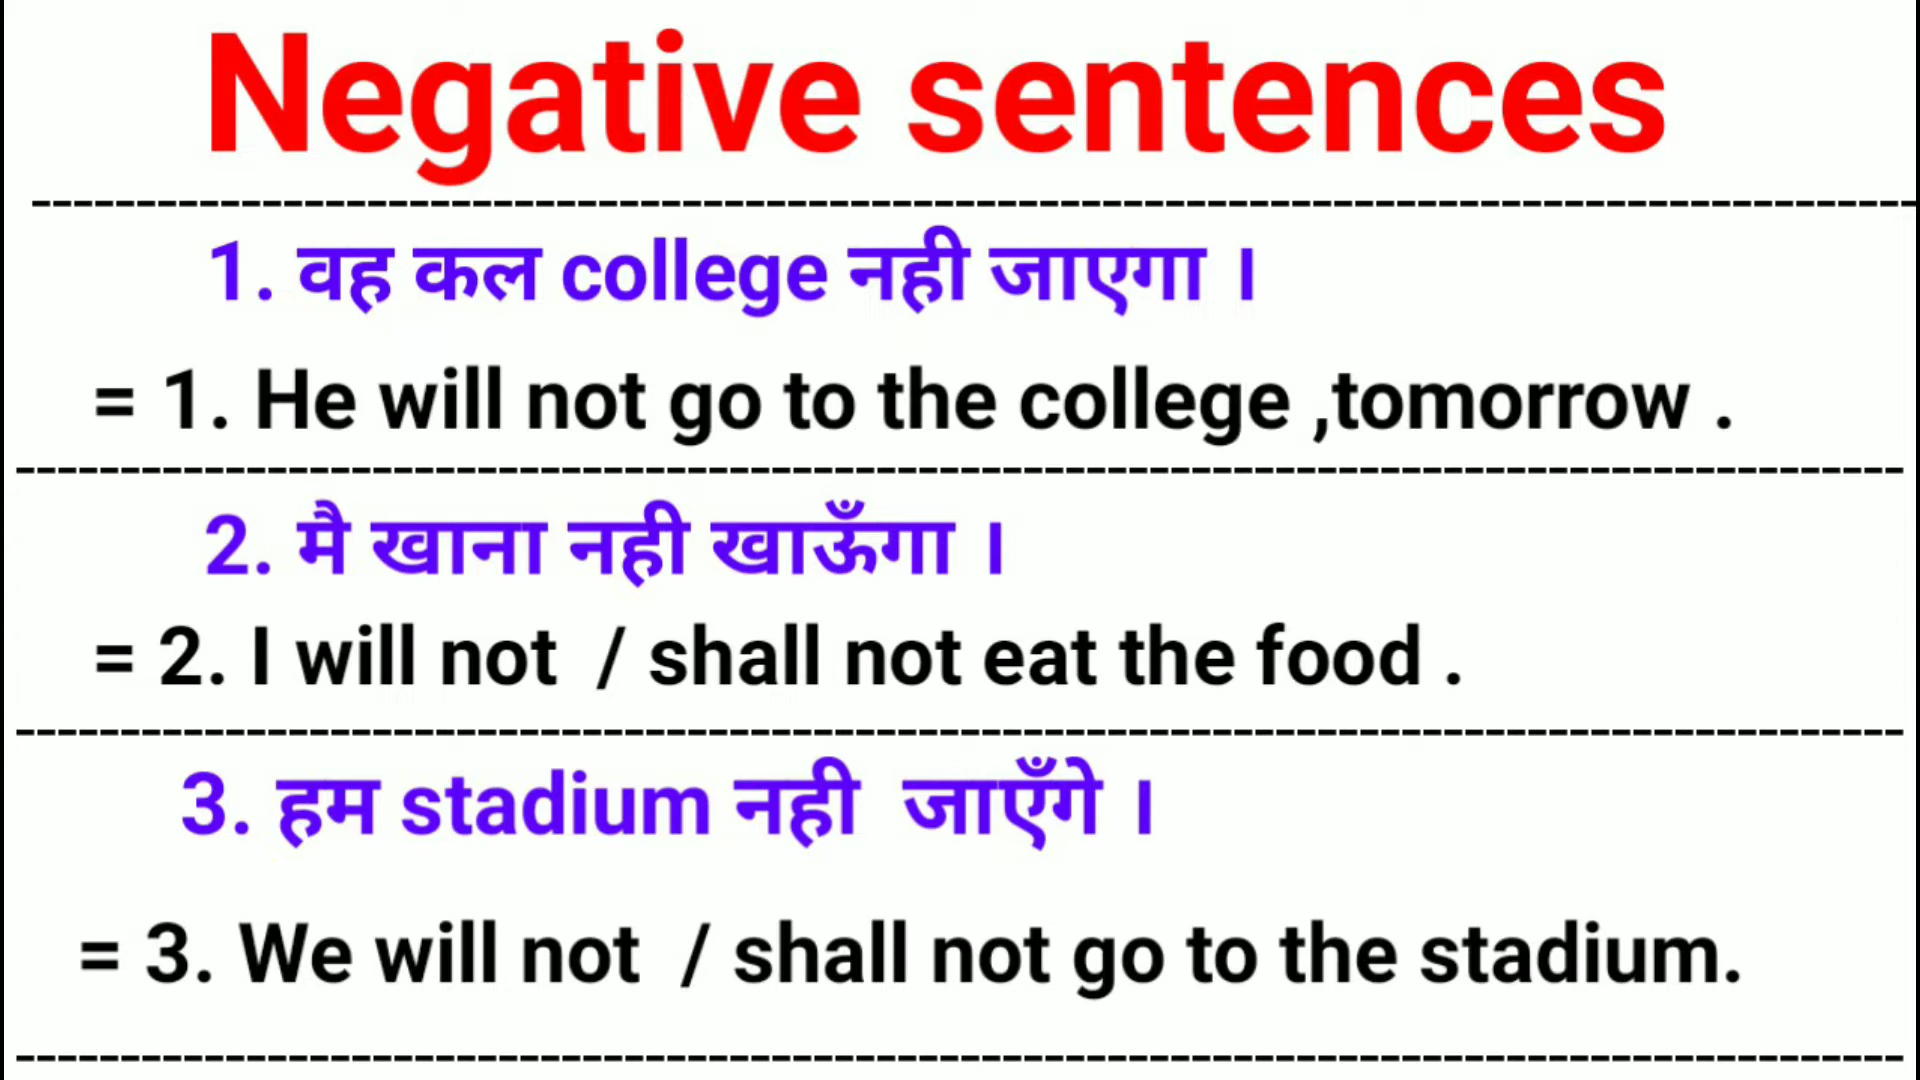 Negative sentences
1. वह कल college नही जाएगा ।
= 1. He will not go to the college ,tomorrow .
2. मै खाना नही खाऊँगा ।
= 2. I will not / shall not eat the food .
3. हम stadium नही जाएँगे ।
= 3. We will not / shall not go to the stadium.